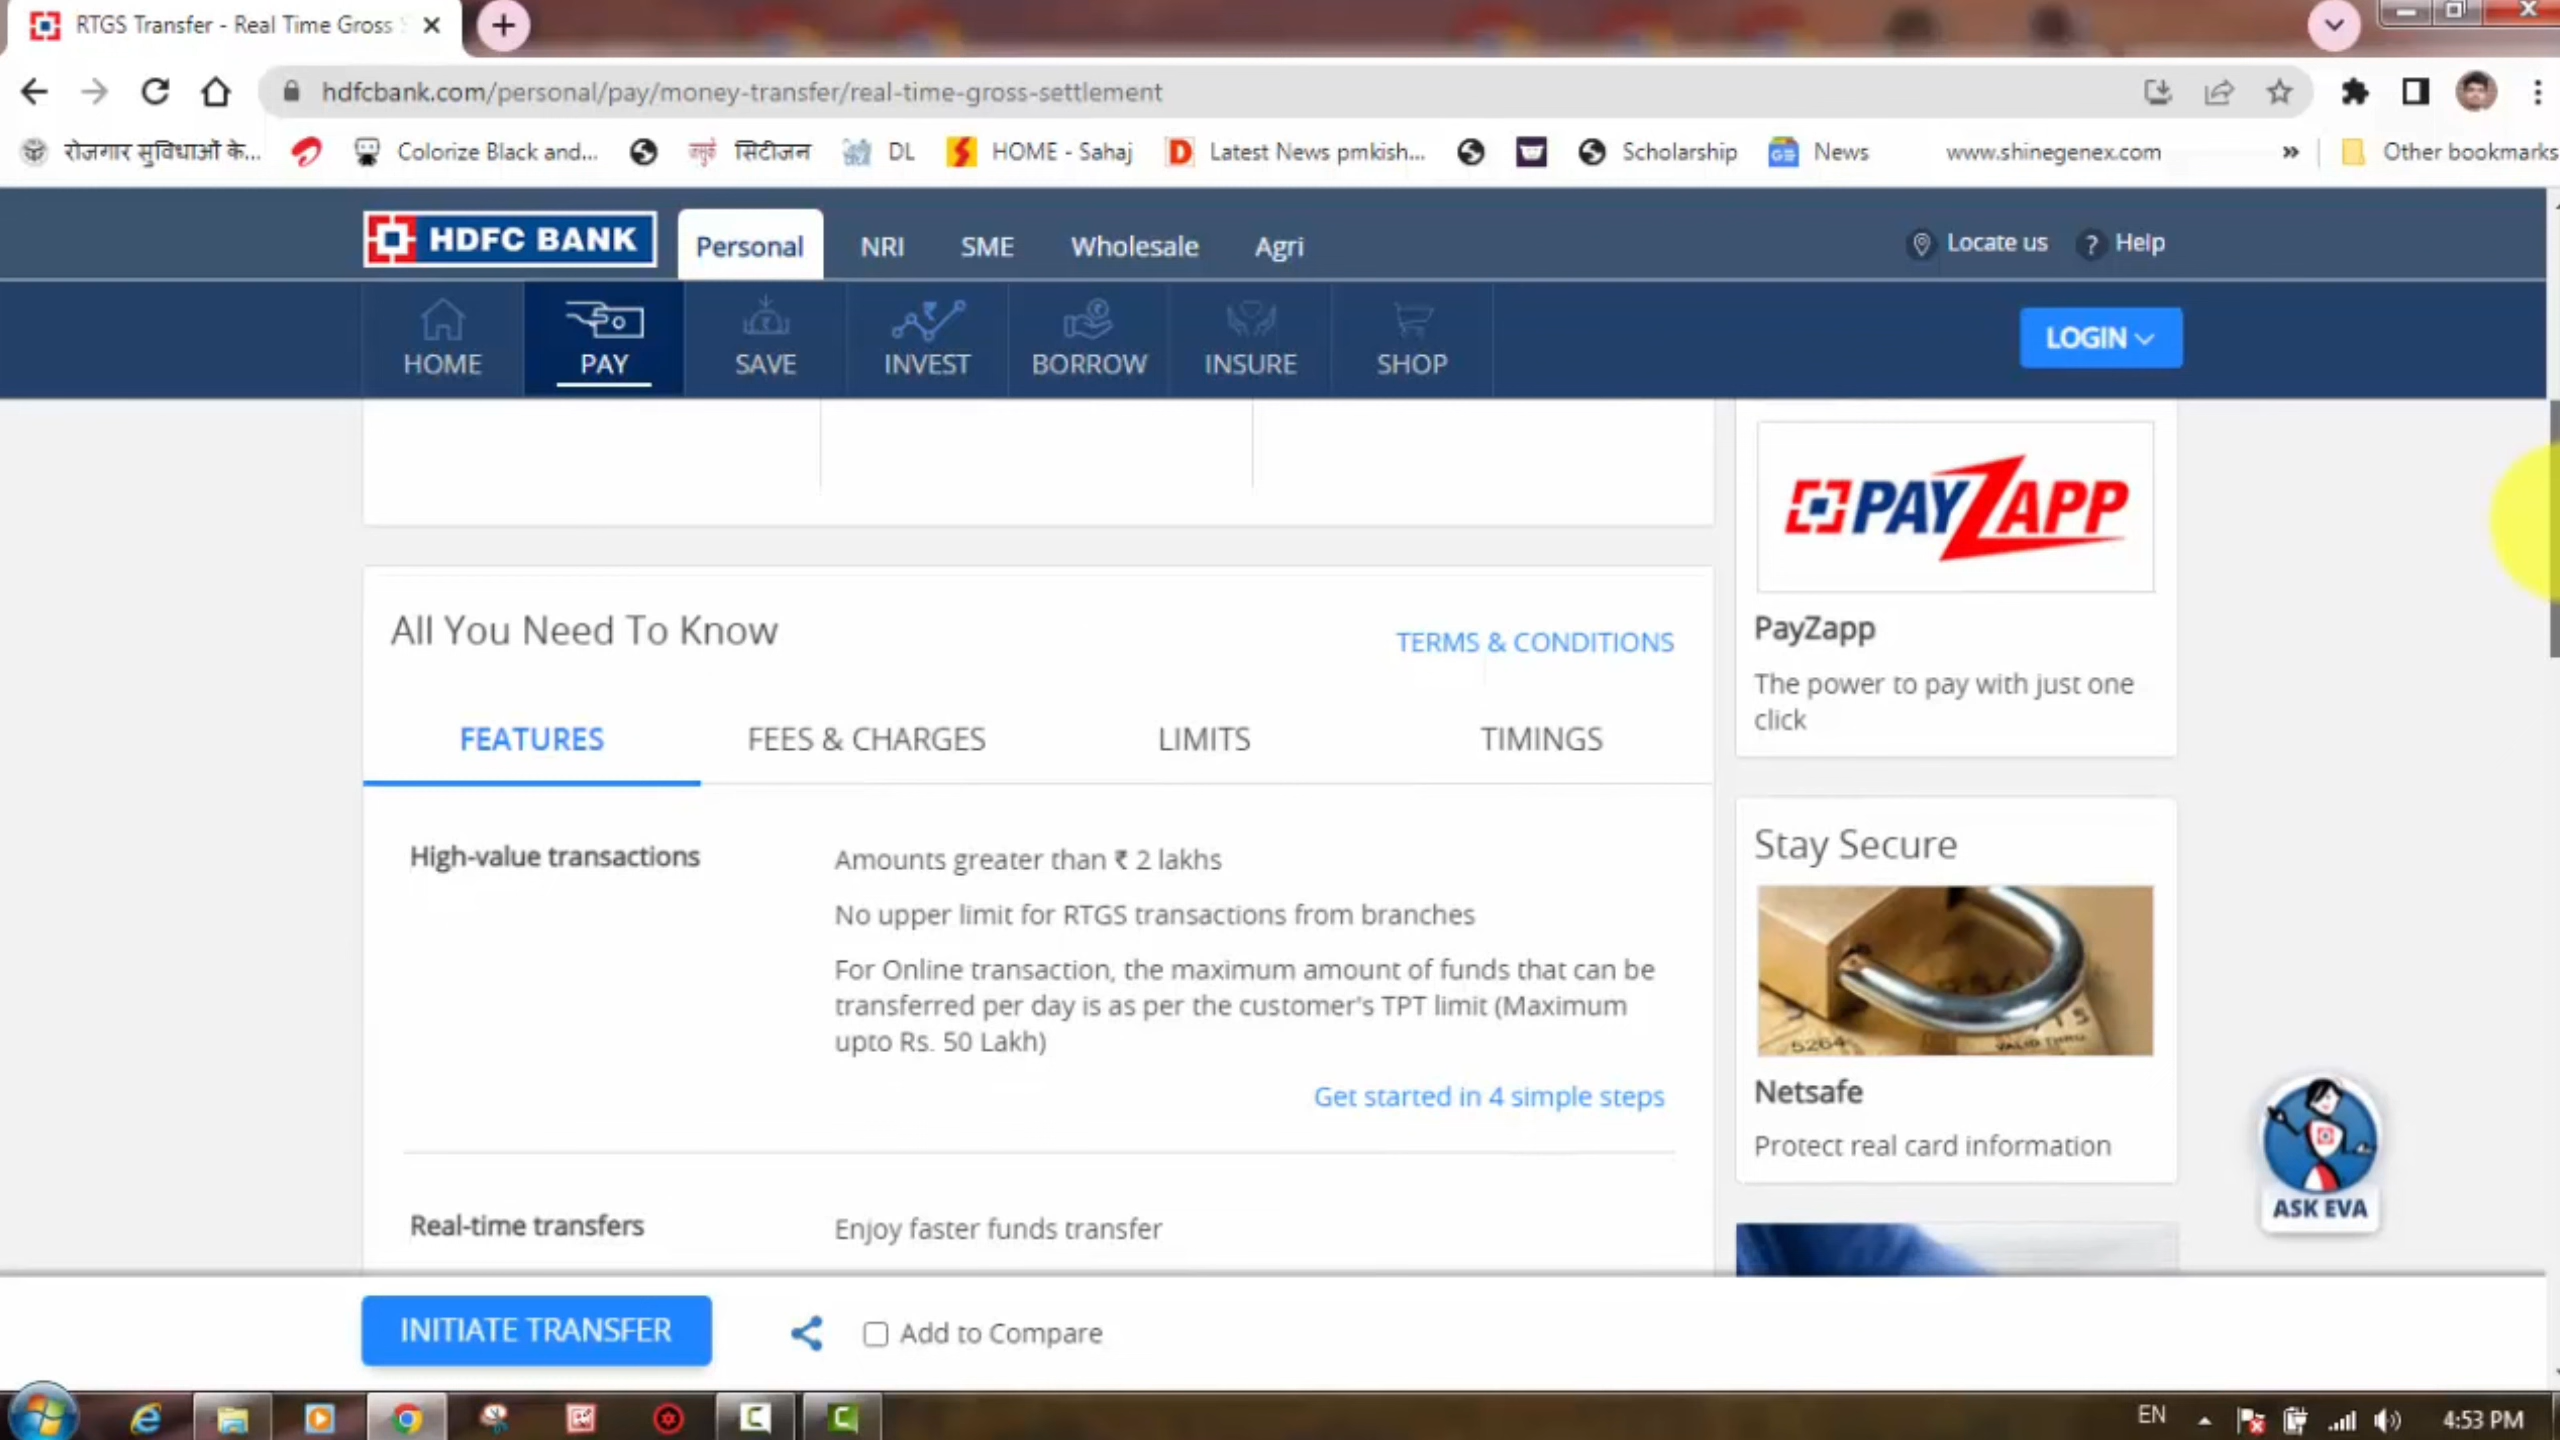 RTGS Transfer - Real Time Gross
hdfcbank.com/personal/pay/money-transfer/real-time-gross-settlement
रोजगार सुविधाओं के... Colorize Black and... सिटीजन DL HOME - Sahaj Latest News pmkish... Scholarship News www.shinegenex.com » Other bookmarks
HDFC BANK Personal NRI SME Wholesale Agri Locate us ? Help
HOME PAY SAVE INVEST BORROW INSURE SHOP LOGIN
PAYZAPP
PayZapp
The power to pay with just one
click
All You Need To Know
TERMS & CONDITIONS
FEATURES FEES & CHARGES LIMITS TIMINGS
High-value transactions
Amounts greater than ₹ 2 lakhs
No upper limit for RTGS transactions from branches
For Online transaction, the maximum amount of funds that can be
transferred per day is as per the customer's TPT limit (Maximum
upto Rs. 50 Lakh)
Get started in 4 simple steps
Real-time transfers
Enjoy faster funds transfer
Stay Secure
5264
VALID THRU
Netsafe
Protect real card information
ASK EVA
INITIATE TRANSFER
Add to Compare
EN 4:53 PM